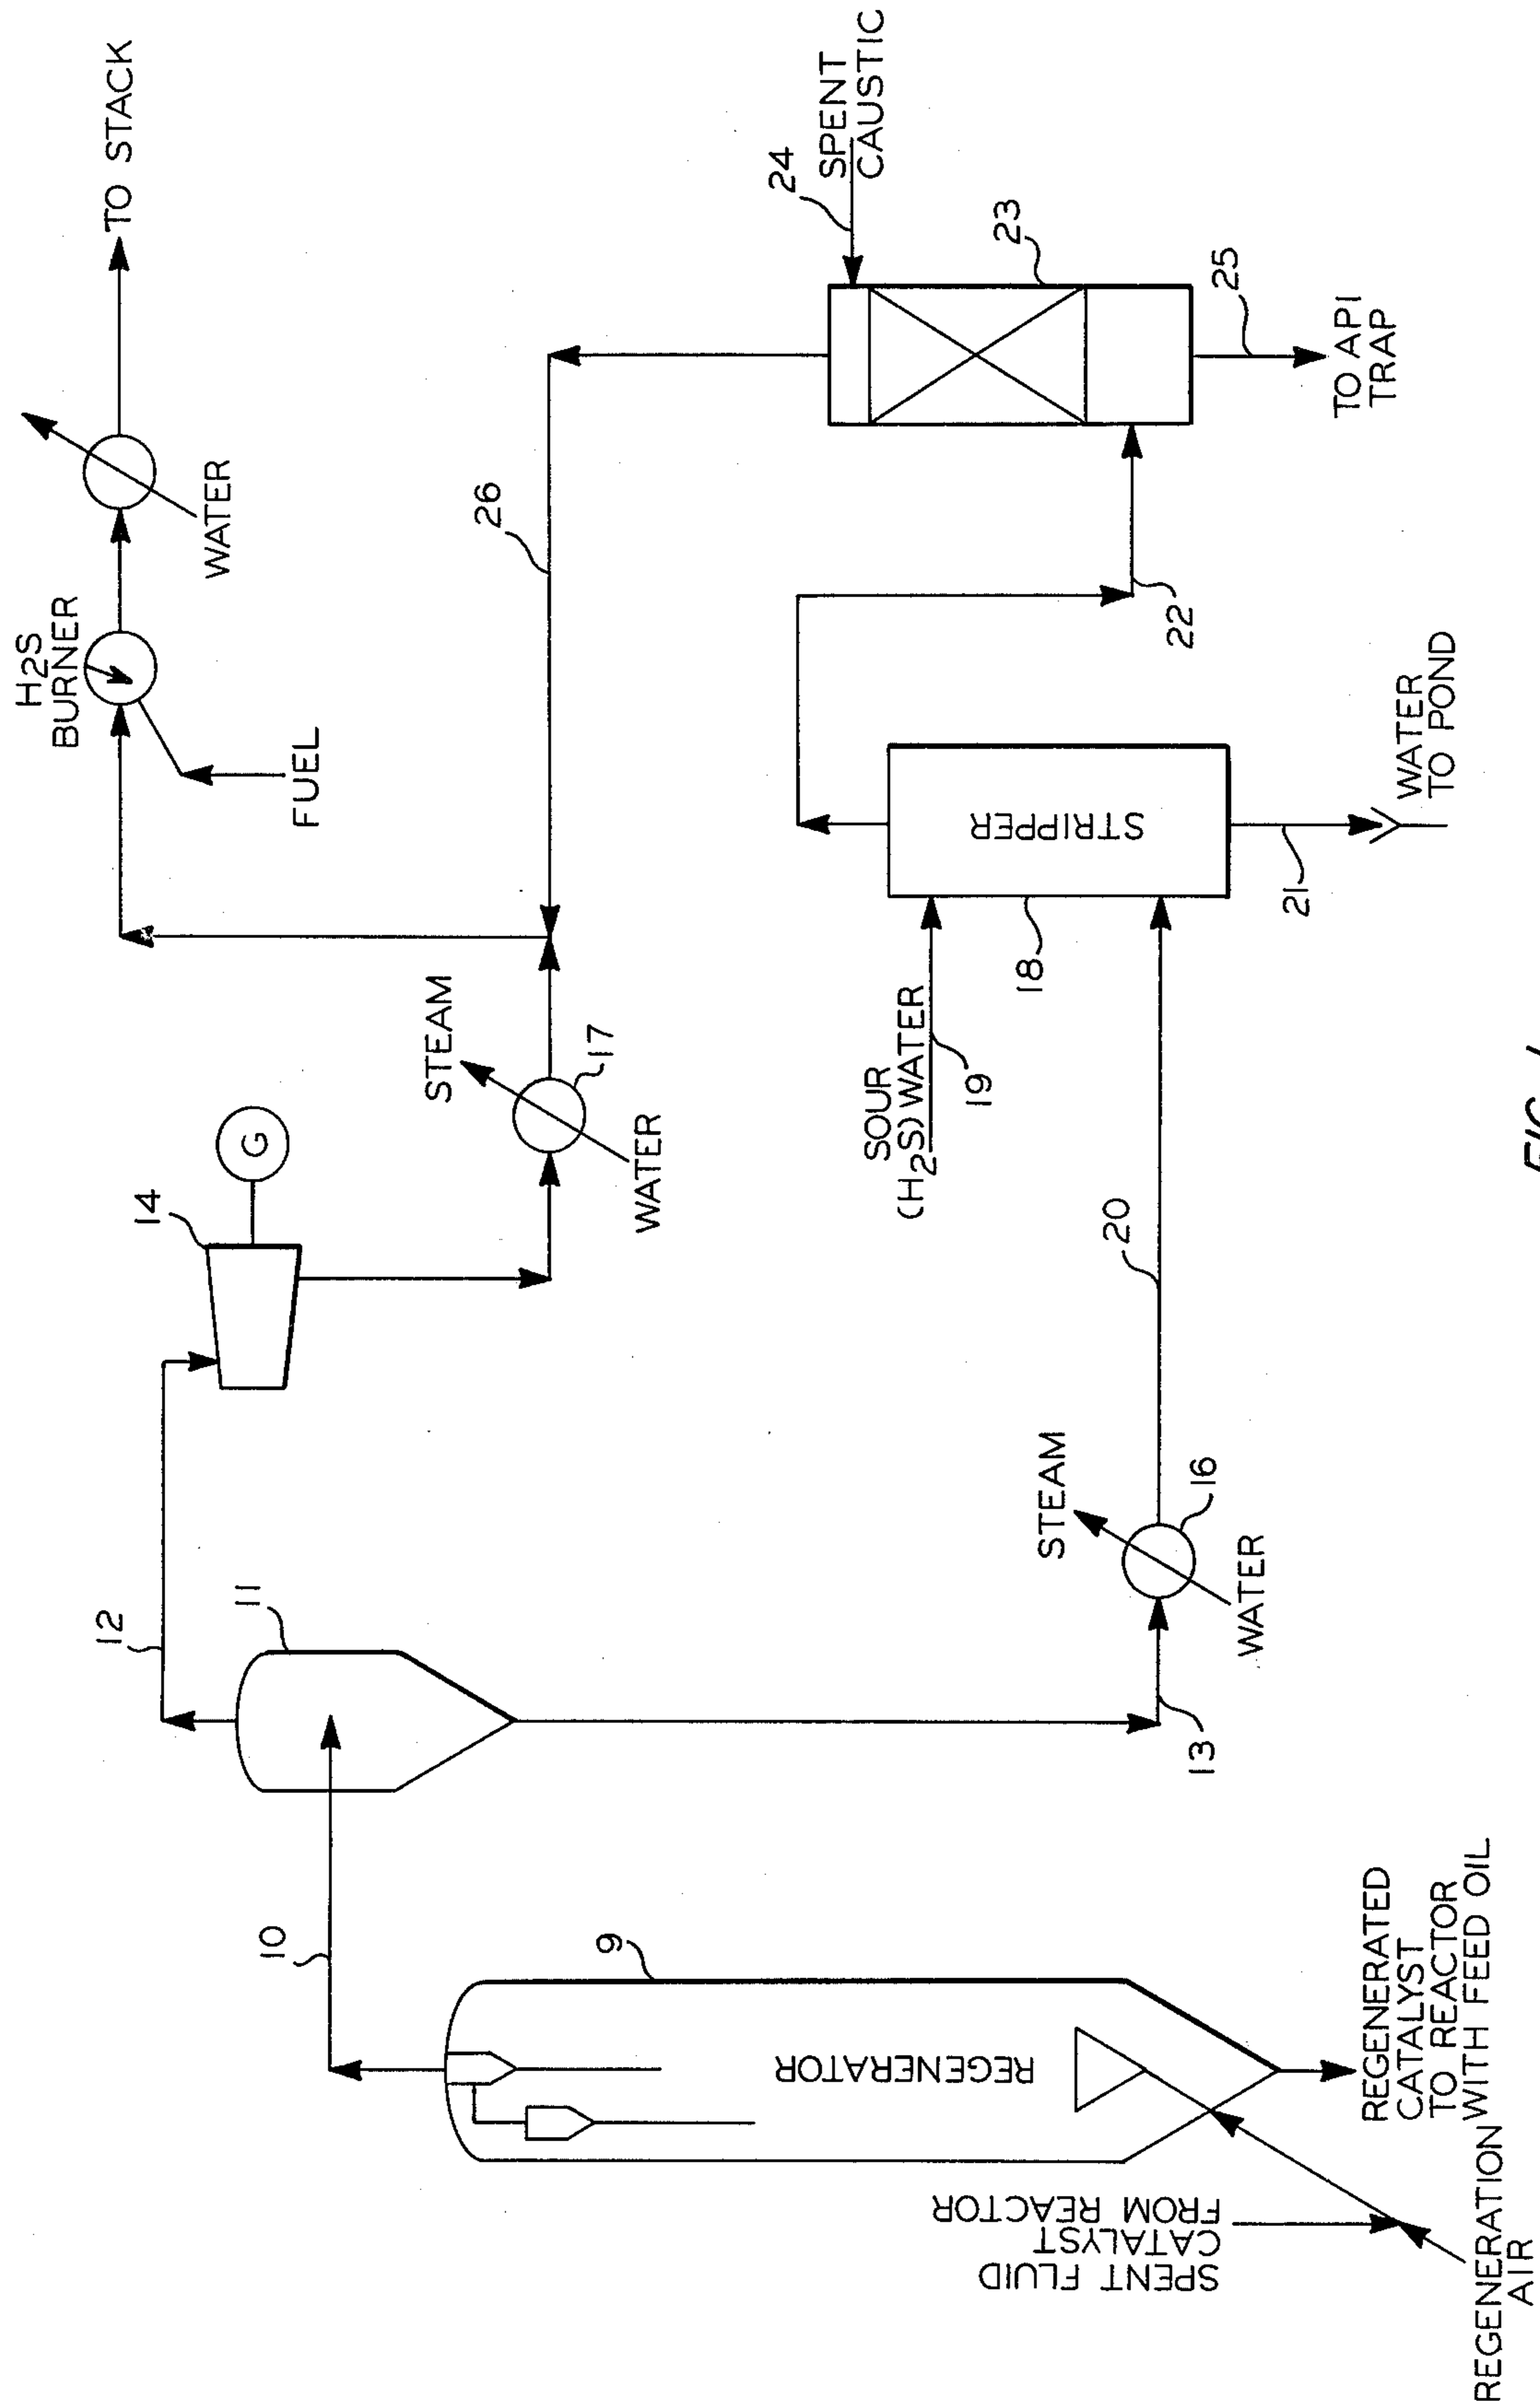 TO STACK
H2S
BURNER
WATER
FUEL
24
SPENT
CAUSTIC
23
25
TO API
TRAP
26
22
STRIPPER
WATER
TO POND
21
18
SOUR
(H2S) WATER
19
STEAM
17
WATER
G
14
20
STEAM
16
WATER
12
11
13
10
9
REGENERATOR
REGENERATED
CATALYST
TO REACTOR
WITH FEED OIL
SPENT FLUID
CATALYST
FROM REACTOR
REGENERATION
AIR